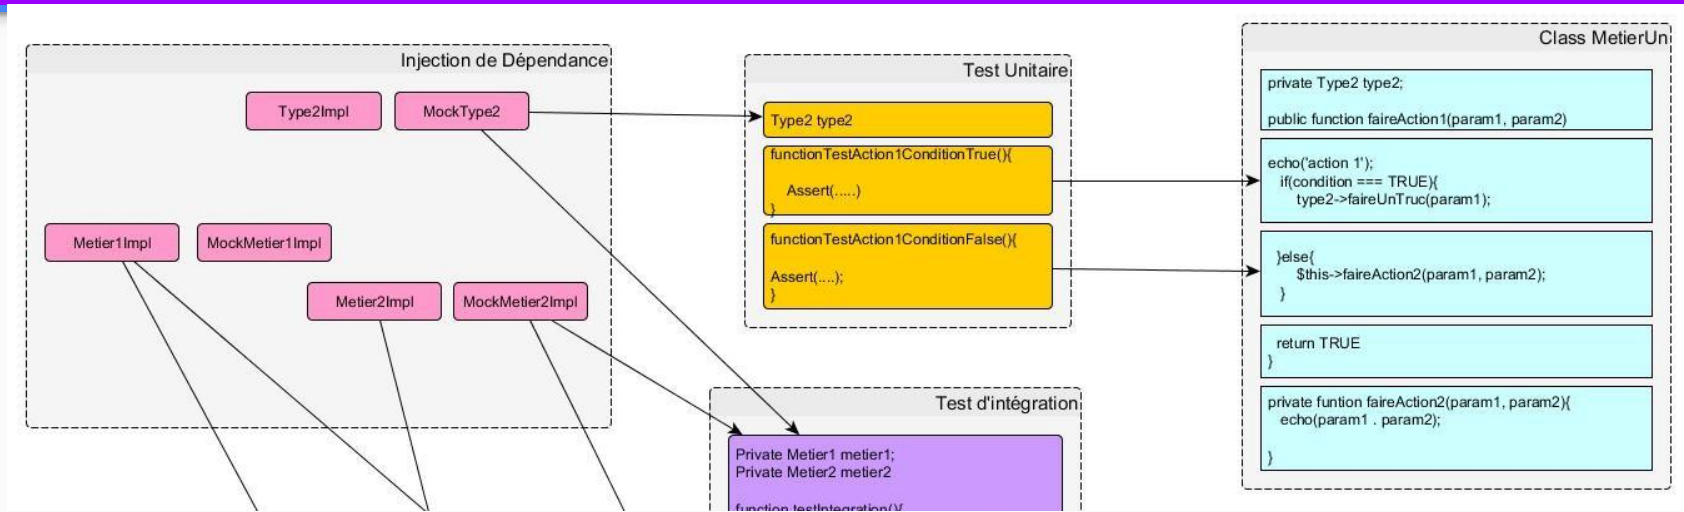 Injection de Dépendance
Type2Impl
MockType2
Metier1Impl
MockMetier1Impl
Metier2Impl
MockMetier2Impl
Test Unitaire
Type2 type2
functionTestAction1ConditionTrue(){
Assert(.....)
}
functionTestAction1ConditionFalse(){
Assert(....);
}
Test d'intégration
Private Metier1 metier1;
Private Metier2 metier2
function testIntegration(){
Class MetierUn
private Type2 type2;
public function faireAction1(param1, param2)
echo('action 1');
if(condition === TRUE){
type2->faireUnTruc(param1);
}else{
$this->faireAction2(param1, param2);
}
return TRUE
}
private funtion faireAction2(param1, param2){
echo(param1 . param2);
}